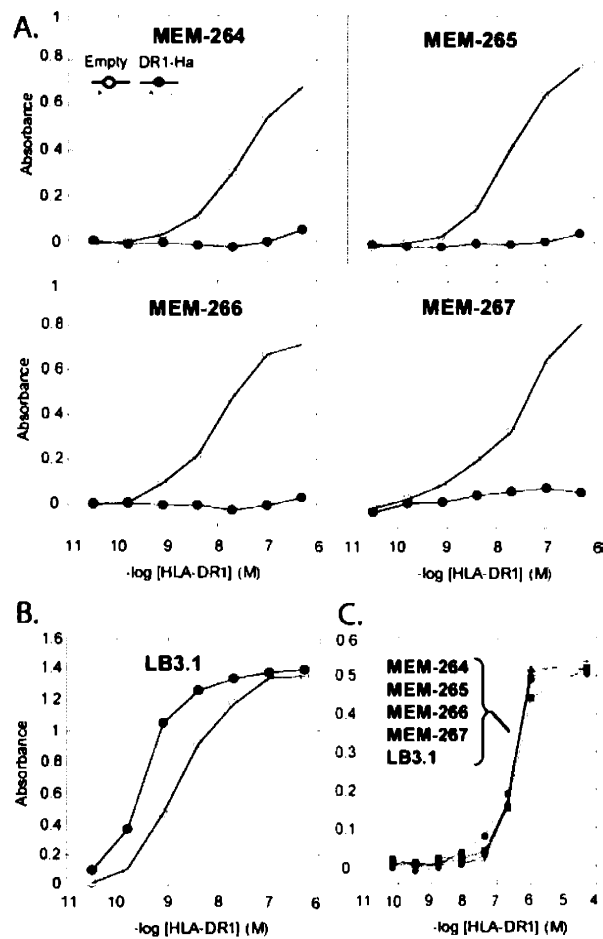 A.
MEM-264
Empty DR1-Ha
Absorbance
1
0.8
0.6
0.4
0.2
0
MEM-265
MEM-266
Absorbance
1
0.8
0.6
0.4
0.2
0
11 10 9 8 7 6
-log [HLA-DR1] (M)
MEM-267
11 10 9 8 7 6
-log [HLA-DR1] (M)
B.
LB3.1
Absorbance
1.6
1.4
1.2
1.0
0.8
0.6
0.4
0.2
0
11 10 9 8 7 6
-log [HLA-DR1] (M)
C.
0.6
0.5
0.4
0.3
0.2
0.1
0
MEM-264
MEM-265
MEM-266
MEM-267
LB3.1
11 10 9 8 7 6 5 4
-log [HLA-DR1] (M)